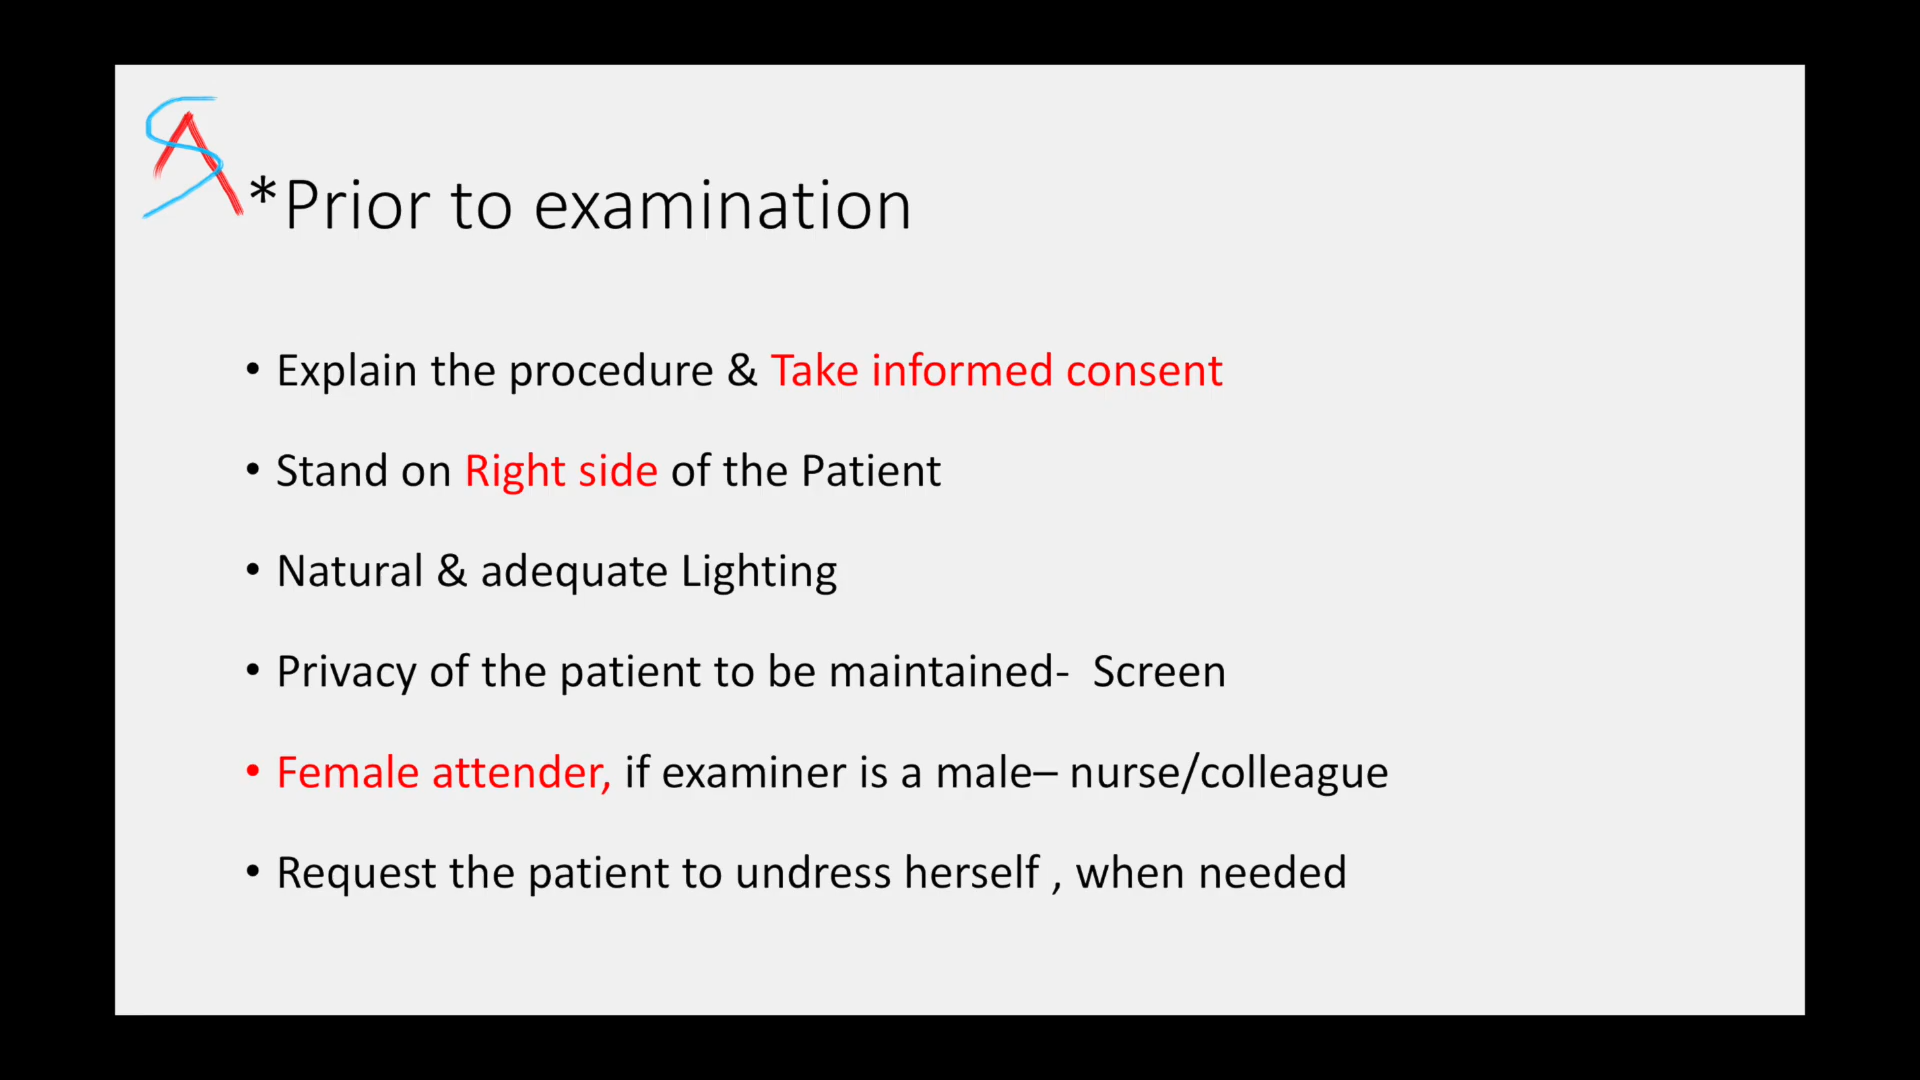 SA
*Prior to examination
• Explain the procedure & Take informed consent
• Stand on Right side of the Patient
• Natural & adequate Lighting
• Privacy of the patient to be maintained-  Screen
• Female attender, if examiner is a male– nurse/colleague
• Request the patient to undress herself , when needed